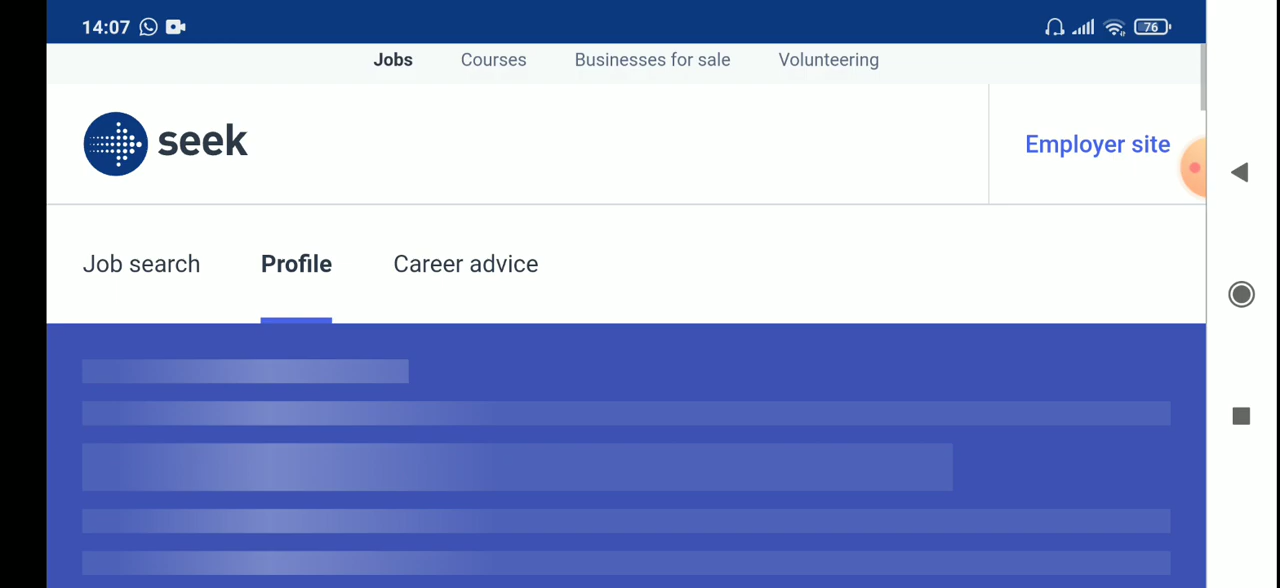 14:07 76
Jobs Courses Businesses for sale Volunteering
seek Employer site
Job search Profile Career advice